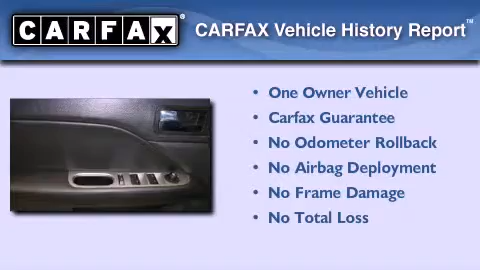 CARFAX® CARFAX Vehicle History Report™
• One Owner Vehicle
• Carfax Guarantee
• No Odometer Rollback
• No Airbag Deployment
• No Frame Damage
• No Total Loss